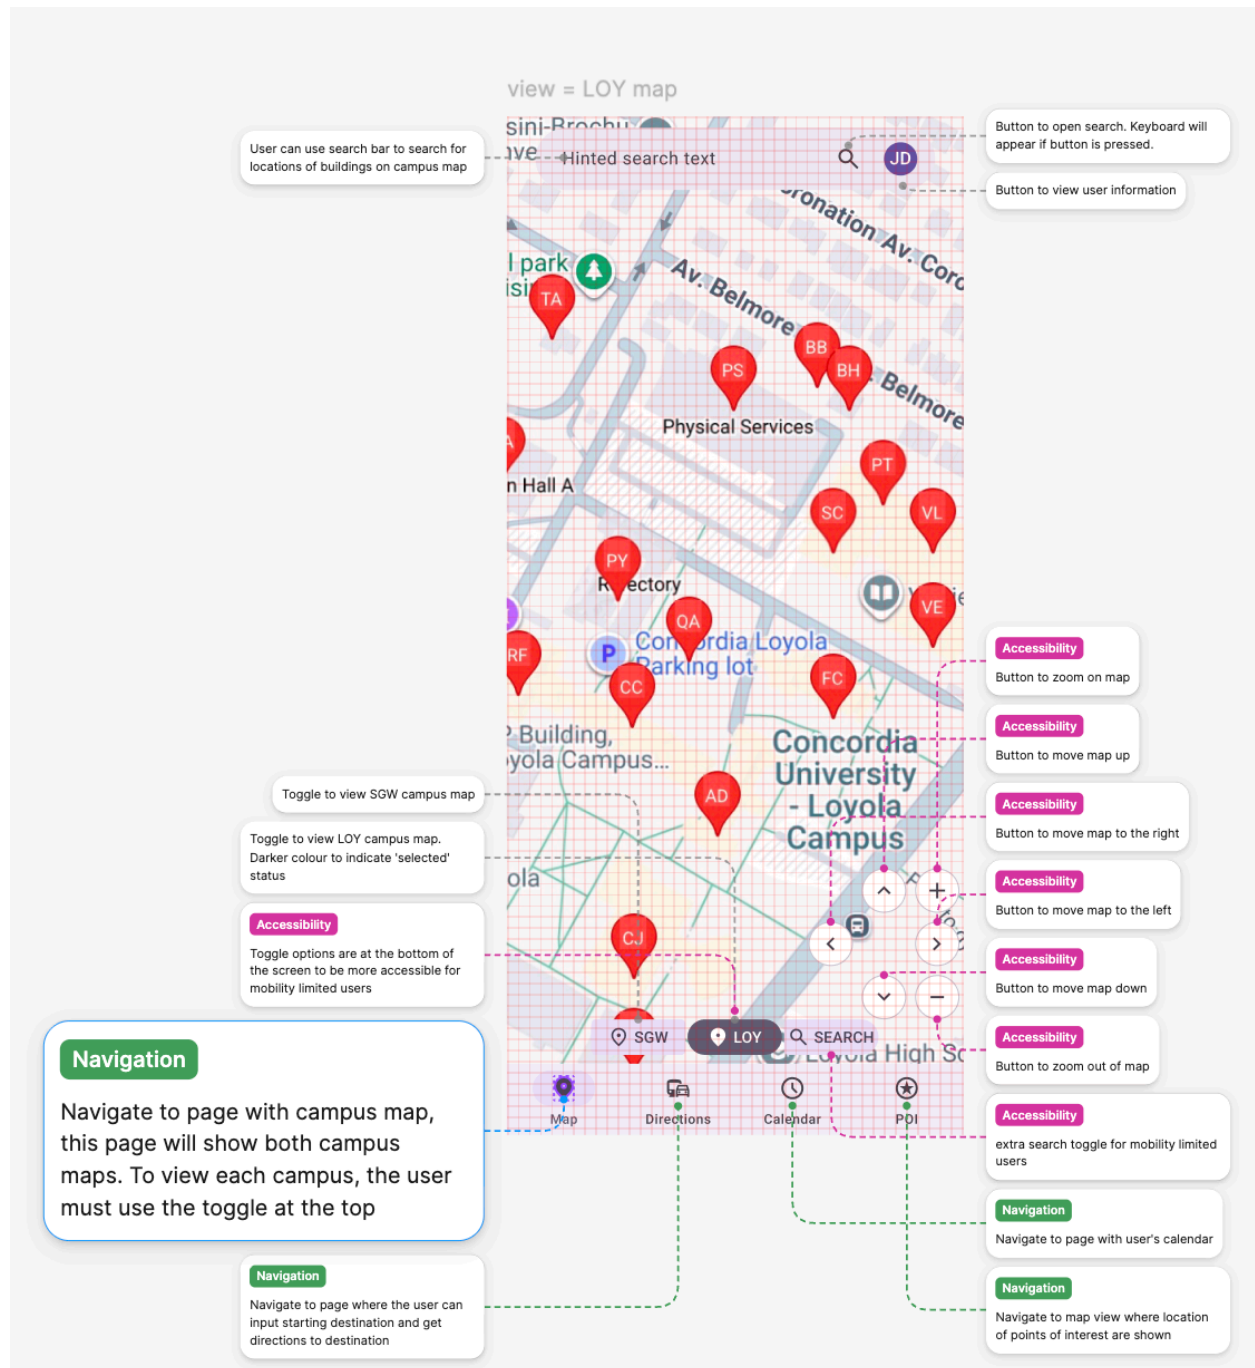 view = LOY map
User can use search bar to search for
locations of buildings on campus map
Button to open search. Keyboard will
appear if button is pressed.
Button to view user information
sini-Brochu
Hinted search text
JD
oronation Av. Coro
l park
isi
TA
Av. Belmore
BB
BH
PS
Belmore
Physical Services
PT
n Hall A
SC
VL
PY
VE
QA
Concordia Loyola
Parking lot
P
RF
CC
FC
Building,
oyola Campus...
Concordia
University
- Loyola
Campus
AD
ola
CJ
SGW
LOY
SEARCH
Loyola High Sc
Map
Directions
Calendar
POI
Toggle to view SGW campus map
Toggle to view LOY campus map.
Darker colour to indicate 'selected'
status
Accessibility
Toggle options are at the bottom of
the screen to be more accessible for
mobility limited users
Navigation
Navigate to page with campus map,
this page will show both campus
maps. To view each campus, the user
must use the toggle at the top
Navigation
Navigate to page where the user can
input starting destination and get
directions to destination
Accessibility
Button to zoom on map
Accessibility
Button to move map up
Accessibility
Button to move map to the right
Accessibility
Button to move map to the left
Accessibility
Button to move map down
Accessibility
Button to zoom out of map
Accessibility
extra search toggle for mobility limited
users
Navigation
Navigate to page with user's calendar
Navigation
Navigate to map view where location
of points of interest are shown